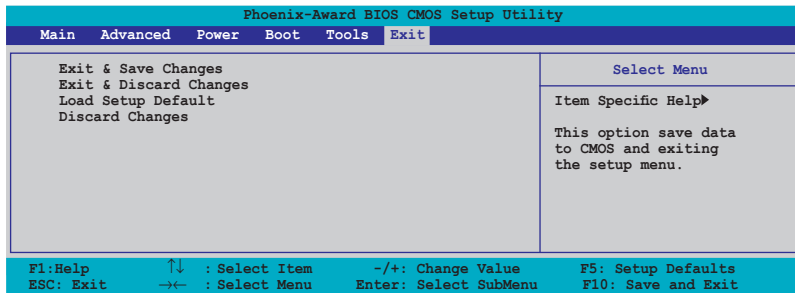 Phoenix-Award BIOS CMOS Setup Utility
Main Advanced Power Boot Tools Exit
Exit & Save Changes
Exit & Discard Changes
Load Setup Default
Discard Changes
Select Menu
Item Specific Help▶
This option save data
to CMOS and exiting
the setup menu.
F1:Help ↑↓ : Select Item -/+: Change Value F5: Setup Defaults
ESC: Exit →← : Select Menu Enter: Select SubMenu F10: Save and Exit